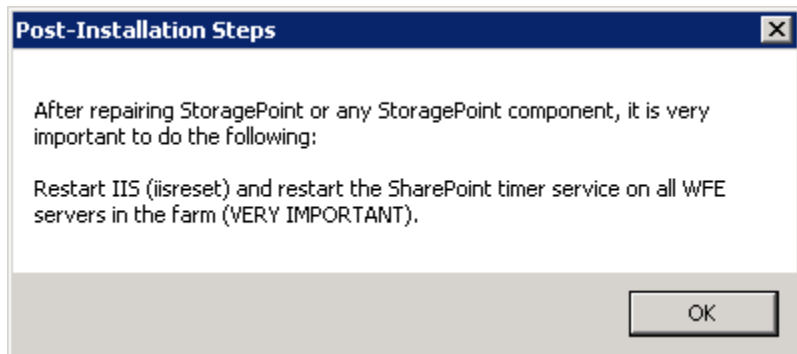 Post-Installation Steps
After repairing StoragePoint or any StoragePoint component, it is very
important to do the following:
Restart IIS (iisreset) and restart the SharePoint timer service on all WFE
servers in the farm (VERY IMPORTANT).
OK